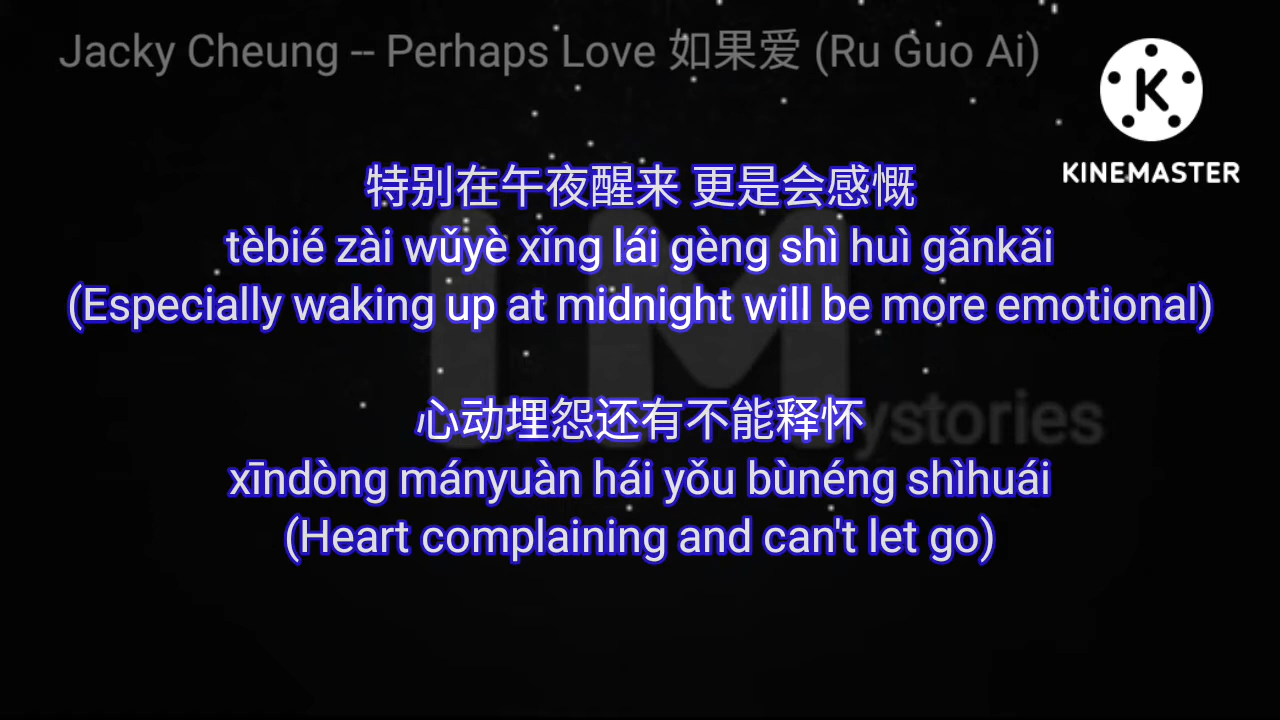 Jacky Cheung -- Perhaps Love 如果爱 (Ru Guo Ai)
K
KINEMASTER
特别在午夜醒来 更是会感慨
tèbié zài wǔyè xǐng lái gèng shì huì gǎnkǎi
(Especially waking up at midnight will be more emotional)
心动埋怨还有不能释怀
xīndòng mányuàn hái yǒu bùnéng shìhuái
(Heart complaining and can't let go)
I M
ystories